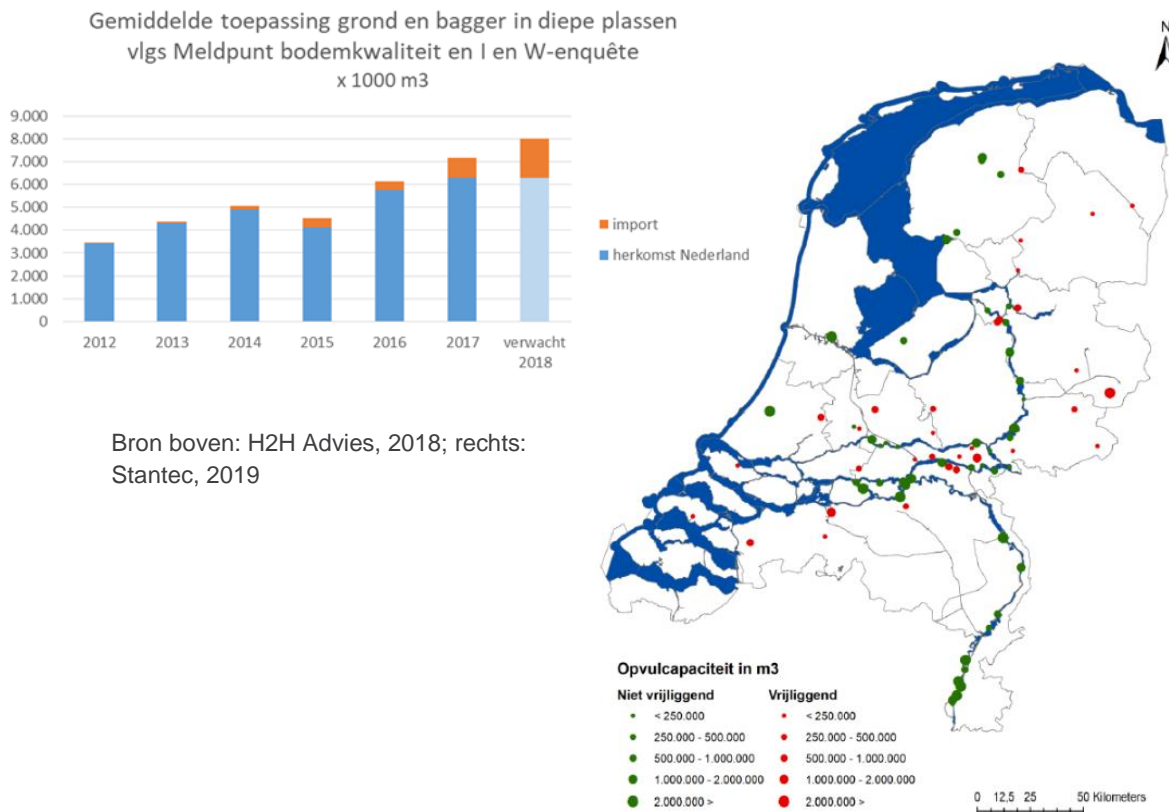 Gemiddelde toepassing grond en bagger in diepe plassen
vlgs Meldpunt bodemkwaliteit en I en W-enquête
x 1000 m3
9.000
8.000
7.000
6.000
5.000
4.000
3.000
2.000
1.000
0
2012
2013
2014
2015
2016
2017
verwacht
2018
import
herkomst Nederland
Bron boven: H2H Advies, 2018; rechts:
Stantec, 2019
N
Opvulcapaciteit in m3
Niet vrijliggend
< 250.000
250.000 - 500.000
500.000 - 1.000.000
1.000.000 - 2.000.000
2.000.000 >
Vrijliggend
< 250.000
250.000 - 500.000
500.000 - 1.000.000
1.000.000 - 2.000.000
2.000.000 >
0 12,5 25 50 Kilometers